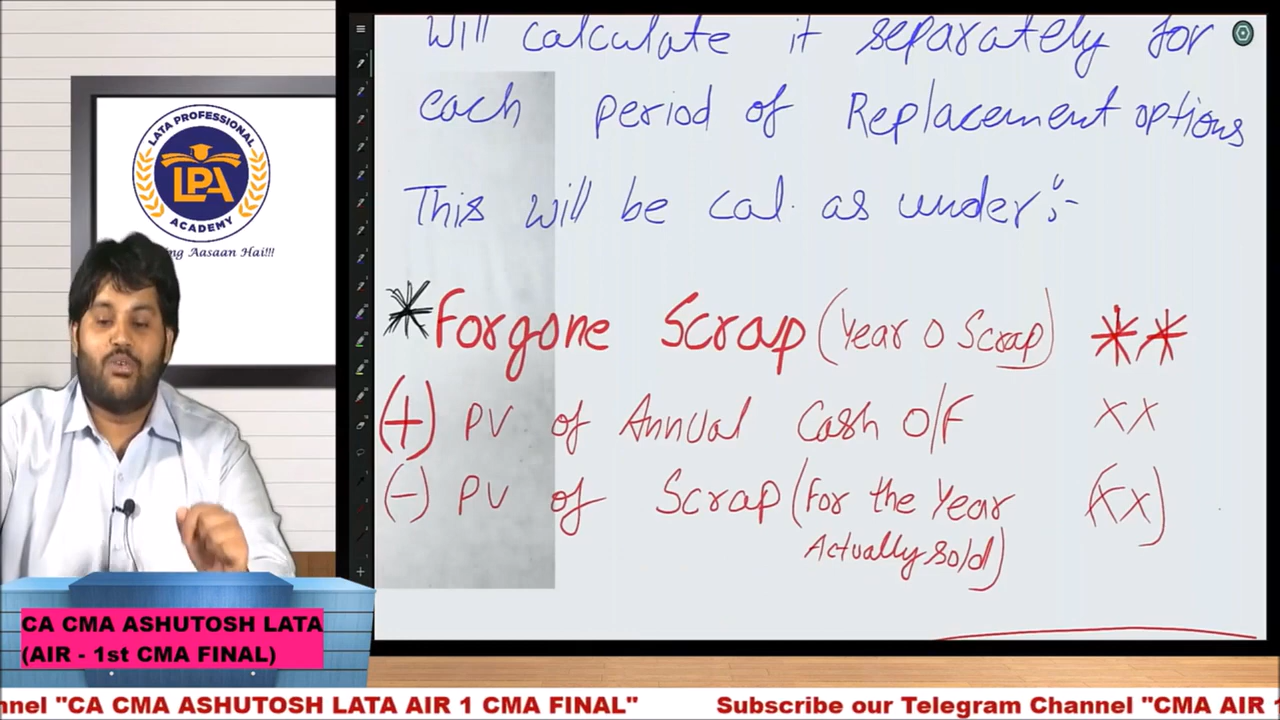 LATA PROFESSIONAL
LPA
ACADEMY
ng Aasaan Hai!!!
Will calculate it separately for
each period of Replacement options
This will be cal. as under":-
*Forgone Scrap (Year 0 Scrap) **
(+) PV of Annual Cash O/F XX
(-) PV of Scrap (For the Year (XX)
Actually sold)
CA CMA ASHUTOSH LATA
(AIR - 1st CMA FINAL)
nnel "CA CMA ASHUTOSH LATA AIR 1 CMA FINAL" Subscribe our Telegram Channel "CMA AIR 1